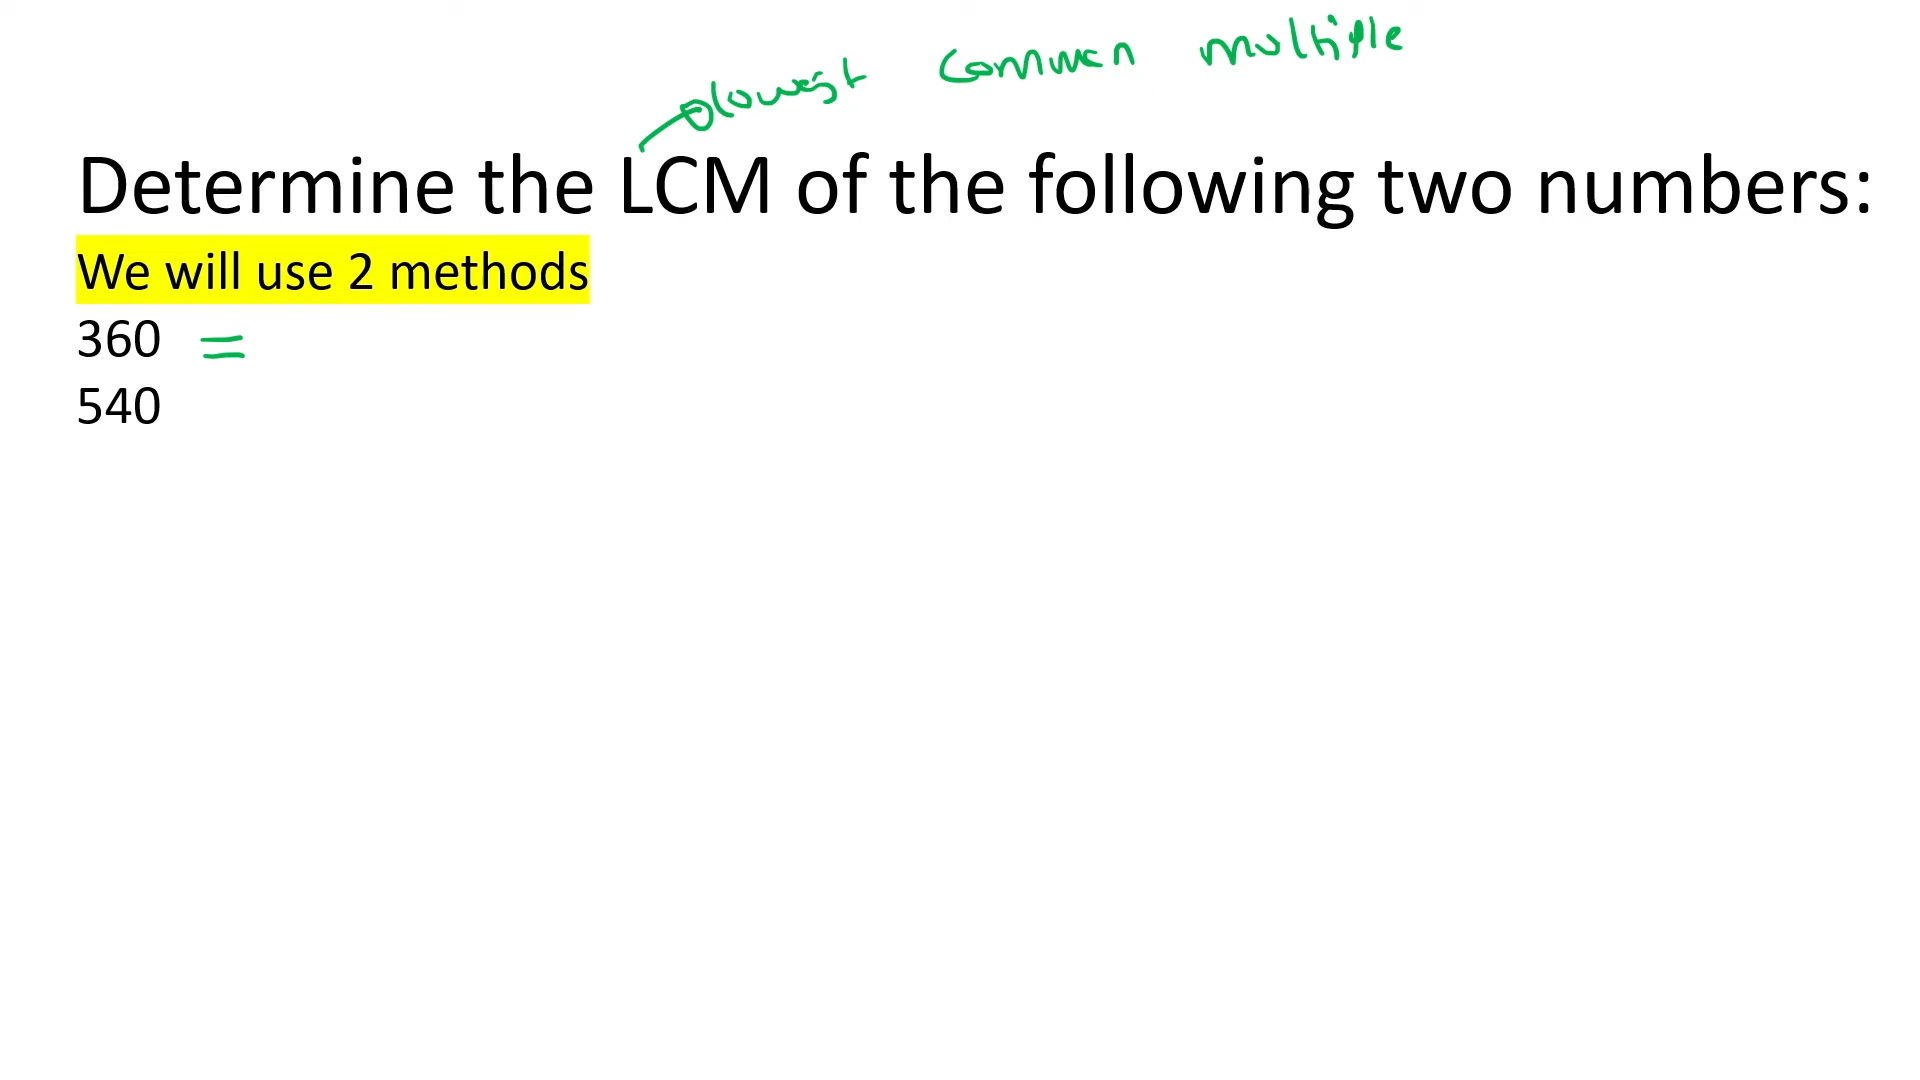 lowest common multiple
Determine the LCM of the following two numbers:
We will use 2 methods
360 =
540